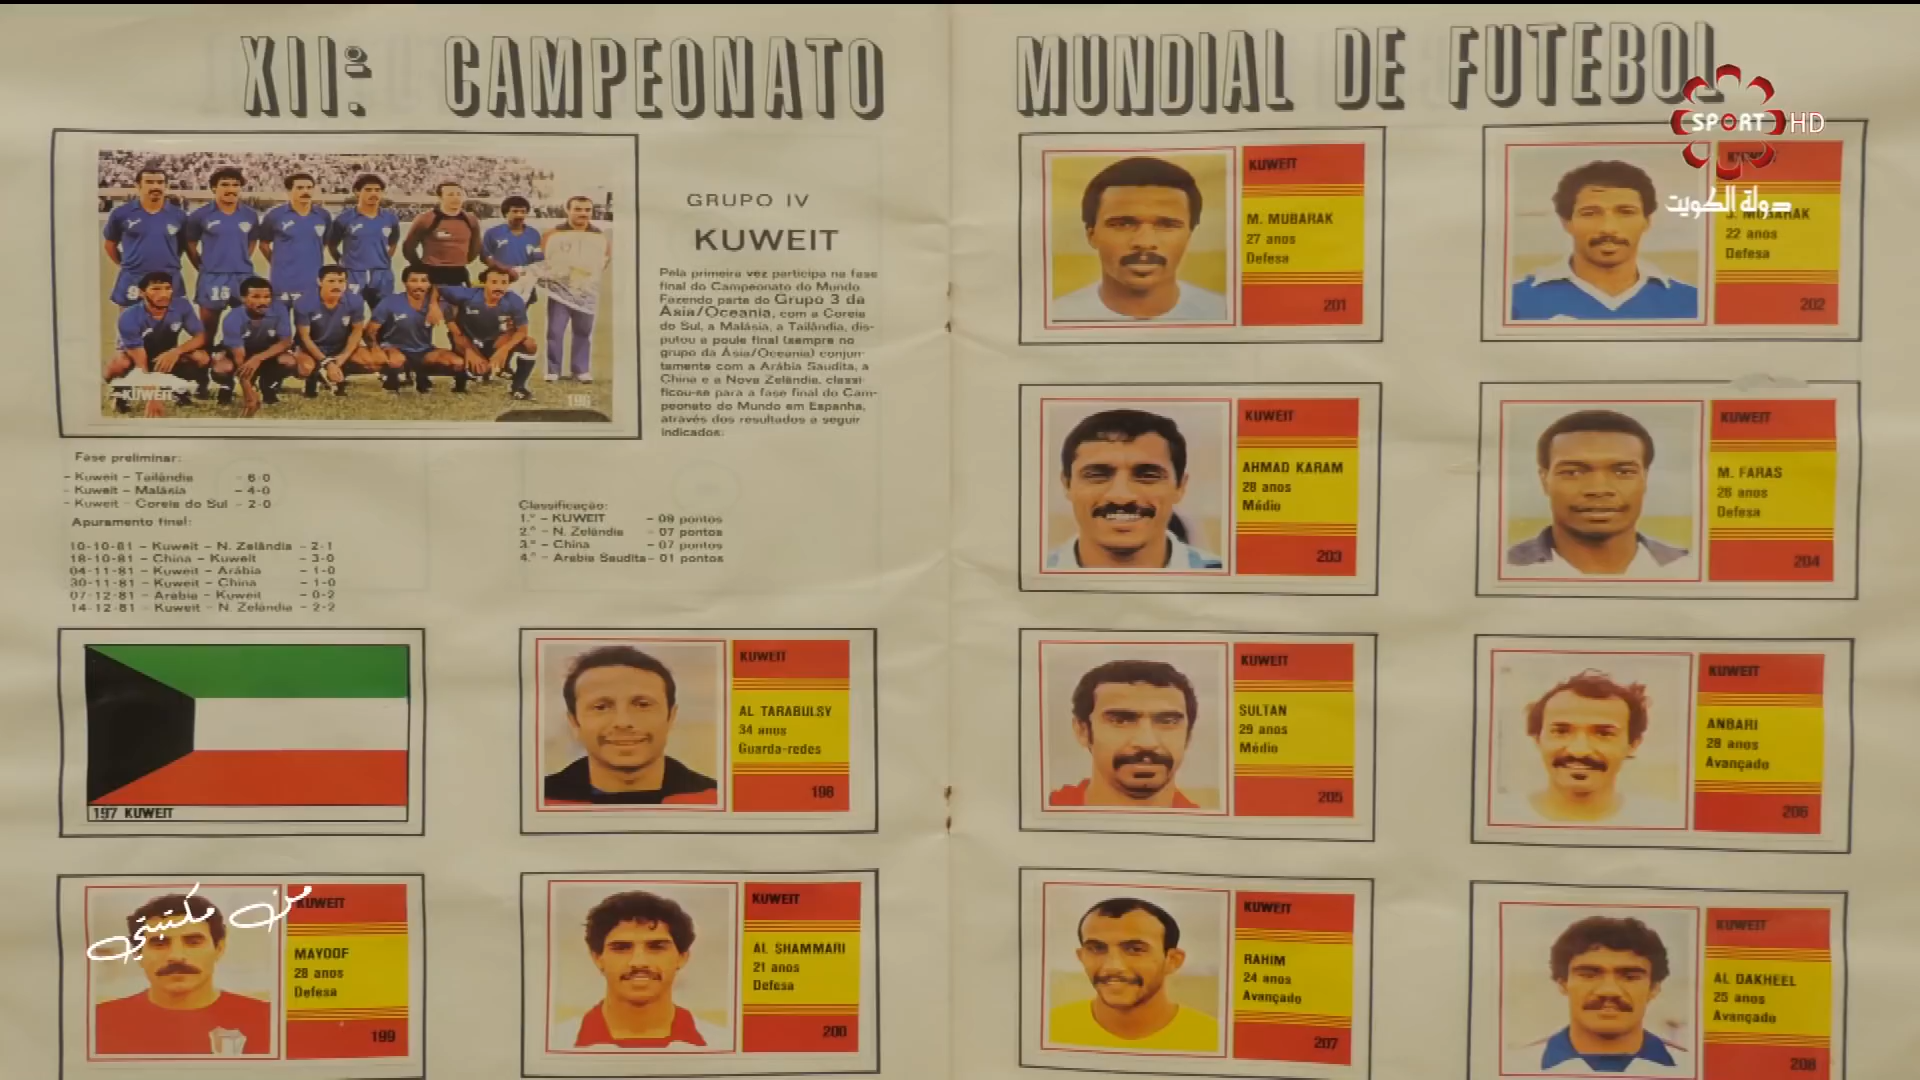 XII.º CAMPEONATO MUNDIAL DE FUTEBOL
SPORT HD
دولة الكويت
KUWEIT
196
GRUPO IV
KUWEIT
Pela primeira vez participa na fase
final do Campeonato do Mundo
Fazendo parte do Grupo 3 da
Ásia/Oceania, com a Coreia
do Sul, a Malásia, a Tailândia, dis-
putou a poule final (sempre no
grupo da Ásia/Oceania) conjun-
tamente com a Arábia Saudita, a
China e a Nova Zelândia, classi-
ficou-se para a fase final do Cam-
peonato do Mundo em Espanha,
através dos resultados a seguir
indicados:
Fase preliminar:
- Kuweit - Tailândia - 6-0
- Kuweit - Malásia - 4-0
- Kuweit - Coreia do Sul - 2-0
Apuramento final:
10-10-81 - Kuweit - N. Zelândia - 2-1
18-10-81 - China - Kuweit - 3-0
04-11-81 - Kuweit - Arábia - 1-0
30-11-81 - Kuweit - China - 1-0
07-12-81 - Arábia - Kuweit - 0-2
14-12-81 - Kuweit - N. Zelândia - 2-2
Classificação:
1.º - KUWEIT - 09 pontos
2.º - N. Zelândia - 07 pontos
3.º - China - 07 pontos
4.º - Arábia Saudita - 01 pontos
197 KUWEIT
KUWEIT
AL TARABULSY
34 anos
Guarda-redes
198
KUWEIT
MAYOOF
28 anos
Defesa
199
من مكتبتي
KUWEIT
AL SHAMMARI
21 anos
Defesa
200
KUWEIT
M. MUBARAK
27 anos
Defesa
201
KUWEIT
J. MUBARAK
22 anos
Defesa
202
KUWEIT
AHMAD KARAM
28 anos
Médio
203
KUWEIT
M. FARAS
26 anos
Defesa
204
KUWEIT
SULTAN
29 anos
Médio
205
KUWEIT
ANBARI
28 anos
Avançado
206
KUWEIT
RAHIM
24 anos
Avançado
207
KUWEIT
AL DAKHEEL
25 anos
Avançado
208